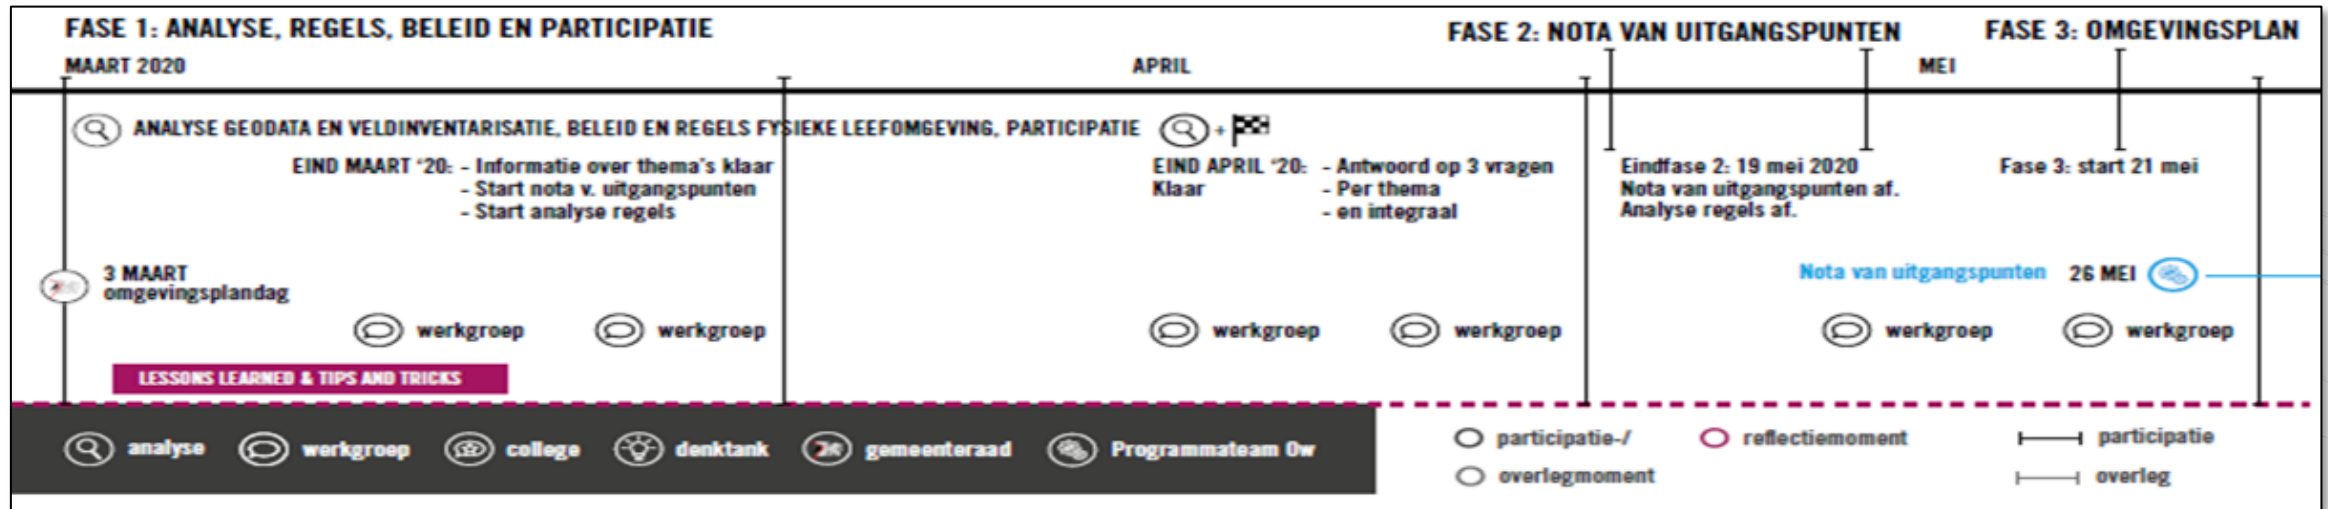 FASE 1: ANALYSE, REGELS, BELEID EN PARTICIPATIE
FASE 2: NOTA VAN UITGANGSPUNTEN
FASE 3: OMGEVINGSPLAN
MAART 2020
APRIL
MEI
ANALYSE GEODATA EN VELDINVENTARISATIE, BELEID EN REGELS FYSIEKE LEEFOMGEVING, PARTICIPATIE +
EIND MAART '20: - Informatie over thema's klaar
- Start nota v. uitgangspunten
- Start analyse regels
EIND APRIL '20: - Antwoord op 3 vragen
Klaar - Per thema
- en integraal
Eindfase 2: 19 mei 2020
Nota van uitgangspunten af.
Analyse regels af.
Fase 3: start 21 mei
3 MAART
omgevingsplandag
Nota van uitgangspunten 26 MEI
werkgroep
werkgroep
werkgroep
werkgroep
werkgroep
werkgroep
LESSONS LEARNED & TIPS AND TRICKS
analyse
werkgroep
college
denktank
gemeenteraad
Programmateam Ow
participatie-/
overlegmoment
reflectiemoment
participatie
overleg